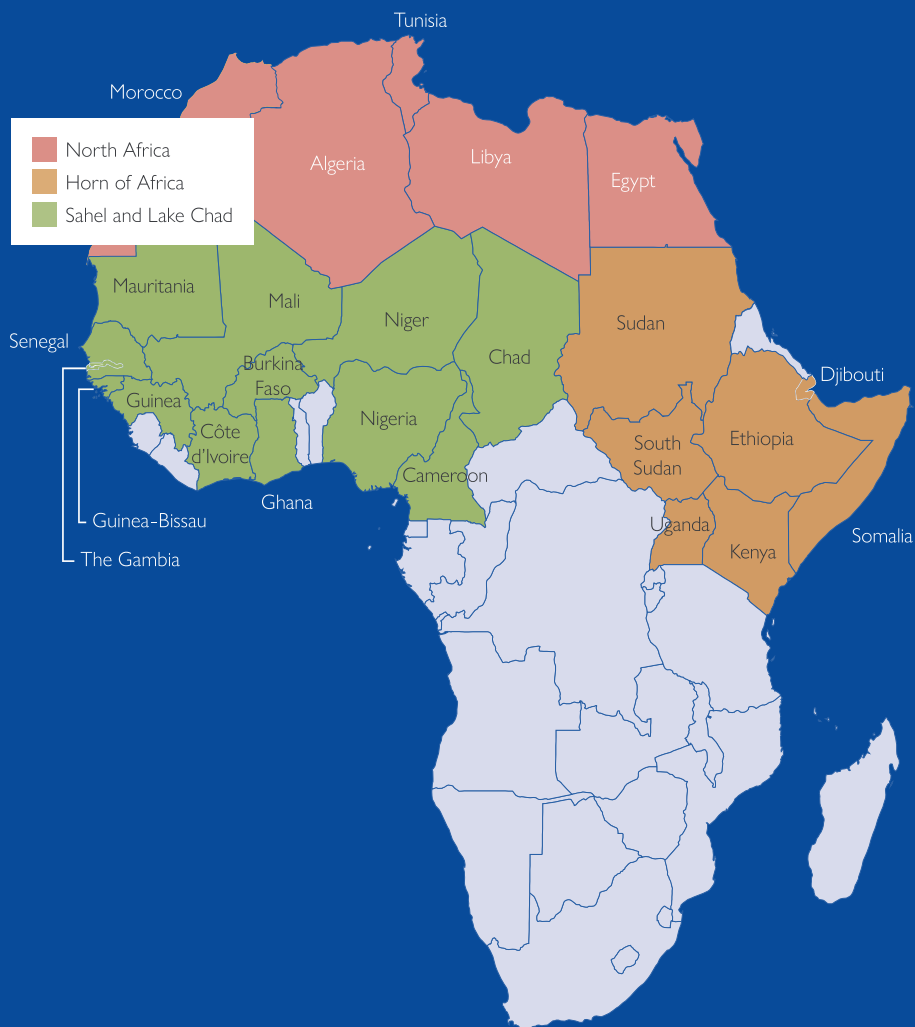 Tunisia
Morocco
North Africa
Horn of Africa
Sahel and Lake Chad
Algeria
Libya
Egypt
Mauritania
Mali
Niger
Chad
Sudan
Senegal
Burkina
Faso
Djibouti
Guinea
Côte
d'Ivoire
Nigeria
Cameroon
South
Sudan
Ethiopia
Ghana
Guinea-Bissau
The Gambia
Uganda
Kenya
Somalia